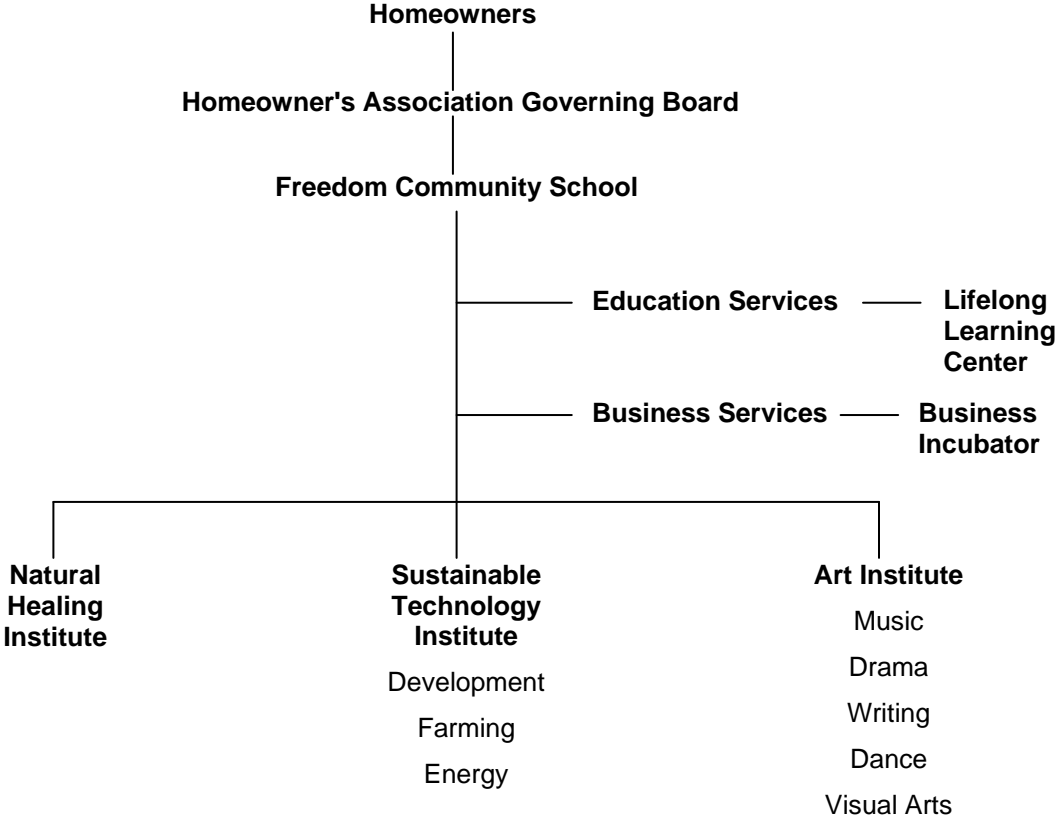 Homeowners
Homeowner's Association Governing Board
Freedom Community School
Education Services
Lifelong
Learning
Center
Business Services
Business
Incubator
Natural
Healing
Institute
Sustainable
Technology
Institute
Development
Farming
Energy
Art Institute
Music
Drama
Writing
Dance
Visual Arts